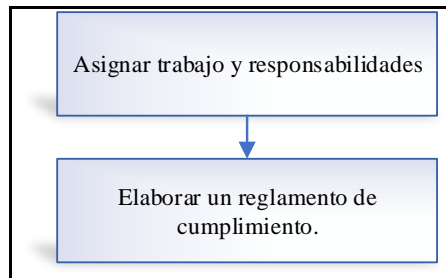 Asignar trabajo y responsabilidades
Elaborar un reglamento de
cumplimiento.